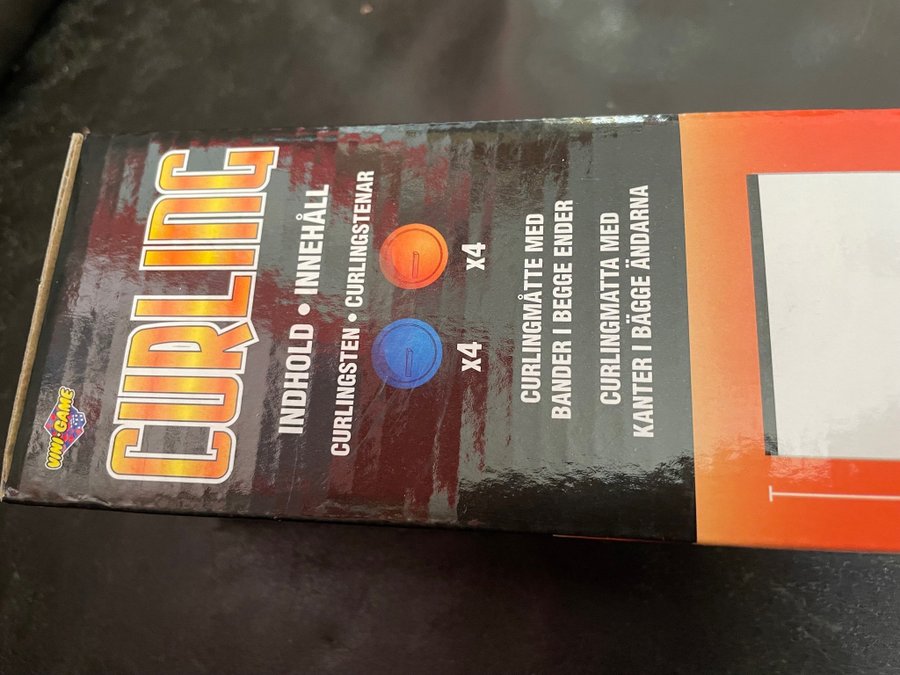 VINI-GAME
CURLING
INDHOLD • INNEHÅLL
CURLINGSTEN • CURLINGSTENAR
x4 x4
CURLINGMÅTTE MED
BANDER I BEGGE ENDER
CURLINGMATTA MED
KANTER I BÄGGE ÄNDARNA